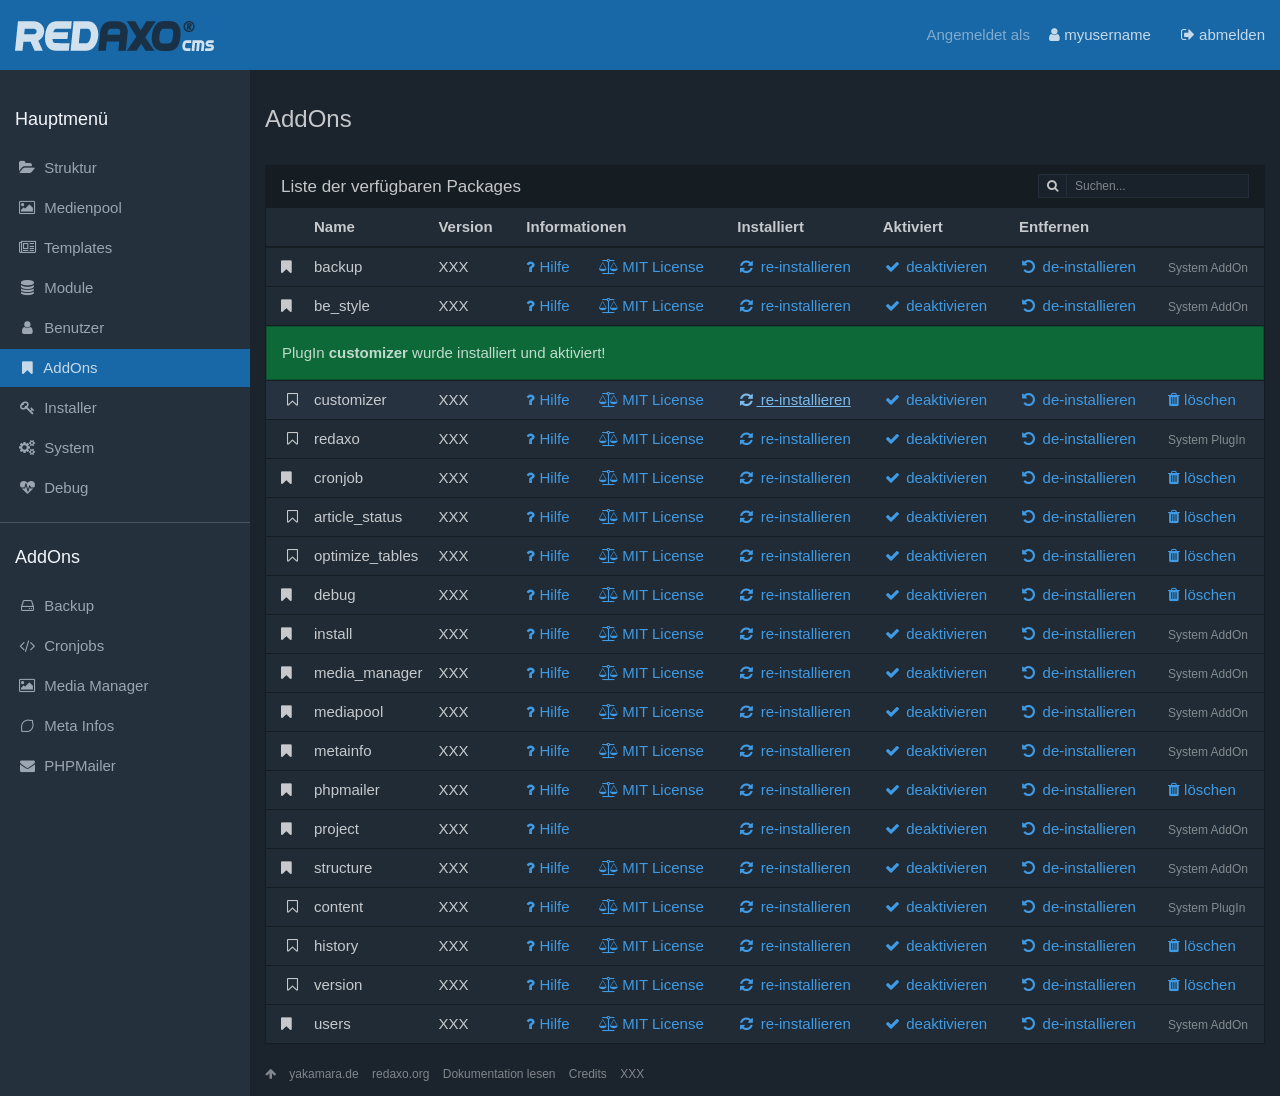 REDAXO® cms
Angemeldet als myusername abmelden
Hauptmenü
Struktur
Medienpool
Templates
Module
Benutzer
AddOns
Installer
System
Debug
AddOns
Backup
Cronjobs
Media Manager
Meta Infos
PHPMailer
AddOns
Liste der verfügbaren Packages Suchen...
Name Version Informationen Installiert Aktiviert Entfernen
backup XXX ? Hilfe MIT License re-installieren deaktivieren de-installieren System AddOn
be_style XXX ? Hilfe MIT License re-installieren deaktivieren de-installieren System AddOn
PlugIn customizer wurde installiert und aktiviert!
customizer XXX ? Hilfe MIT License re-installieren deaktivieren de-installieren löschen
redaxo XXX ? Hilfe MIT License re-installieren deaktivieren de-installieren System PlugIn
cronjob XXX ? Hilfe MIT License re-installieren deaktivieren de-installieren löschen
article_status XXX ? Hilfe MIT License re-installieren deaktivieren de-installieren löschen
optimize_tables XXX ? Hilfe MIT License re-installieren deaktivieren de-installieren löschen
debug XXX ? Hilfe MIT License re-installieren deaktivieren de-installieren löschen
install XXX ? Hilfe MIT License re-installieren deaktivieren de-installieren System AddOn
media_manager XXX ? Hilfe MIT License re-installieren deaktivieren de-installieren System AddOn
mediapool XXX ? Hilfe MIT License re-installieren deaktivieren de-installieren System AddOn
metainfo XXX ? Hilfe MIT License re-installieren deaktivieren de-installieren System AddOn
phpmailer XXX ? Hilfe MIT License re-installieren deaktivieren de-installieren löschen
project XXX ? Hilfe re-installieren deaktivieren de-installieren System AddOn
structure XXX ? Hilfe MIT License re-installieren deaktivieren de-installieren System AddOn
content XXX ? Hilfe MIT License re-installieren deaktivieren de-installieren System PlugIn
history XXX ? Hilfe MIT License re-installieren deaktivieren de-installieren löschen
version XXX ? Hilfe MIT License re-installieren deaktivieren de-installieren löschen
users XXX ? Hilfe MIT License re-installieren deaktivieren de-installieren System AddOn
yakamara.de redaxo.org Dokumentation lesen Credits XXX